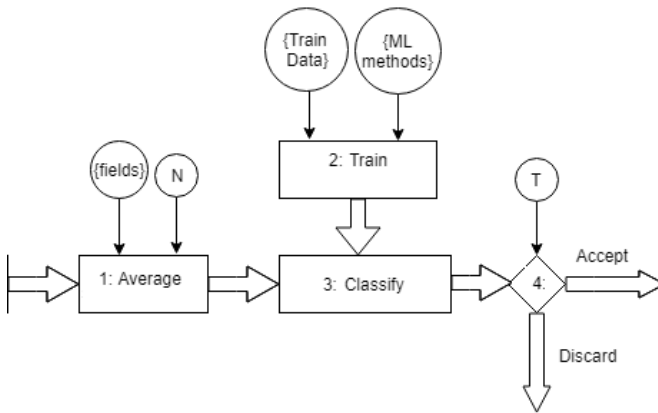 {Train
Data}
{ML
methods}
2: Train
{fields}
N
T
1: Average
3: Classify
4:
Accept
Discard